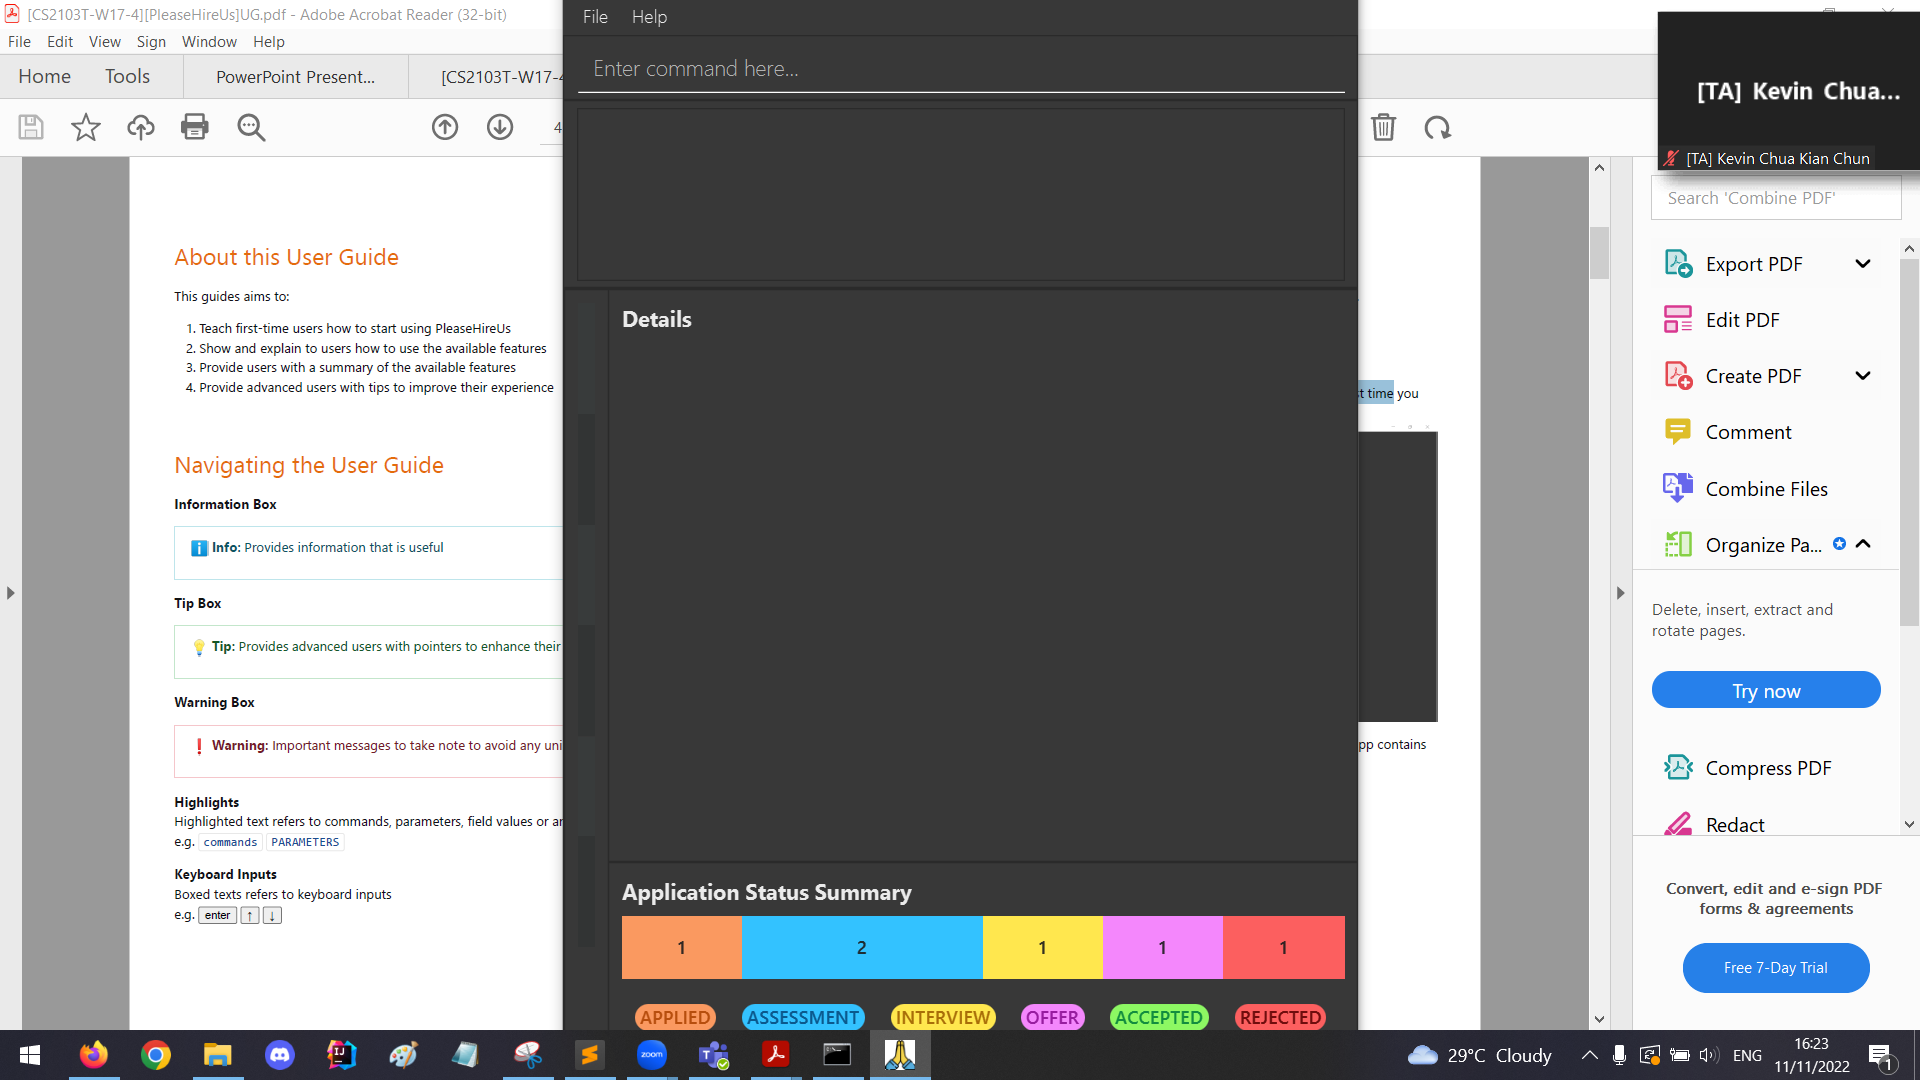 [CS2103T-W17-4][PleaseHireUs]UG.pdf - Adobe Acrobat Reader (32-bit)
File Edit View Sign Window Help
Home Tools PowerPoint Present... [CS2103T-W17-4
4
About this User Guide
This guides aims to:
1. Teach first-time users how to start using PleaseHireUs
2. Show and explain to users how to use the available features
3. Provide users with a summary of the available features
4. Provide advanced users with tips to improve their experience
Navigating the User Guide
Information Box
Info: Provides information that is useful
Tip Box
Tip: Provides advanced users with pointers to enhance their
Warning Box
Warning: Important messages to take note to avoid any uni
Highlights
Highlighted text refers to commands, parameters, field values or ar
e.g. commands PARAMETERS
Keyboard Inputs
Boxed texts refers to keyboard inputs
e.g. enter ↑ ↓
File Help
Enter command here...
Details
Application Status Summary
1 2 1 1 1
APPLIED ASSESSMENT INTERVIEW OFFER ACCEPTED REJECTED
st time you
pp contains
[TA] Kevin Chua...
[TA] Kevin Chua Kian Chun
Search 'Combine PDF'
Export PDF
Edit PDF
Create PDF
Comment
Combine Files
Organize Pa...
Delete, insert, extract and
rotate pages.
Try now
Compress PDF
Redact
Convert, edit and e-sign PDF
forms & agreements
Free 7-Day Trial
zoom
29°C Cloudy
ENG
16:23
11/11/2022
1